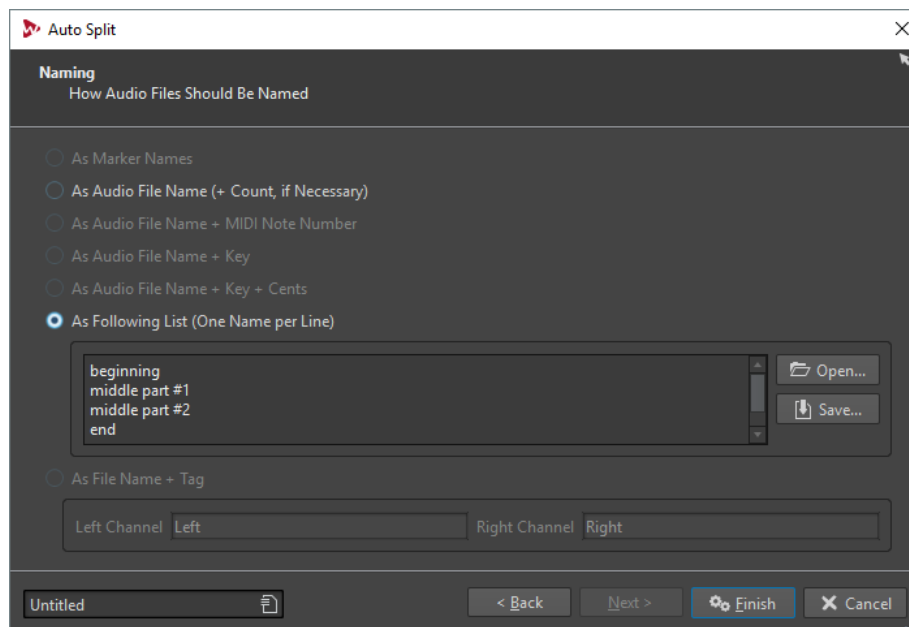 Auto Split
Naming
How Audio Files Should Be Named
As Marker Names
As Audio File Name (+ Count, if Necessary)
As Audio File Name + MIDI Note Number
As Audio File Name + Key
As Audio File Name + Key + Cents
As Following List (One Name per Line)
beginning
middle part #1
middle part #2
end
Open...
Save...
As File Name + Tag
Left Channel Left Right Channel Right
Untitled < Back Next > Finish Cancel